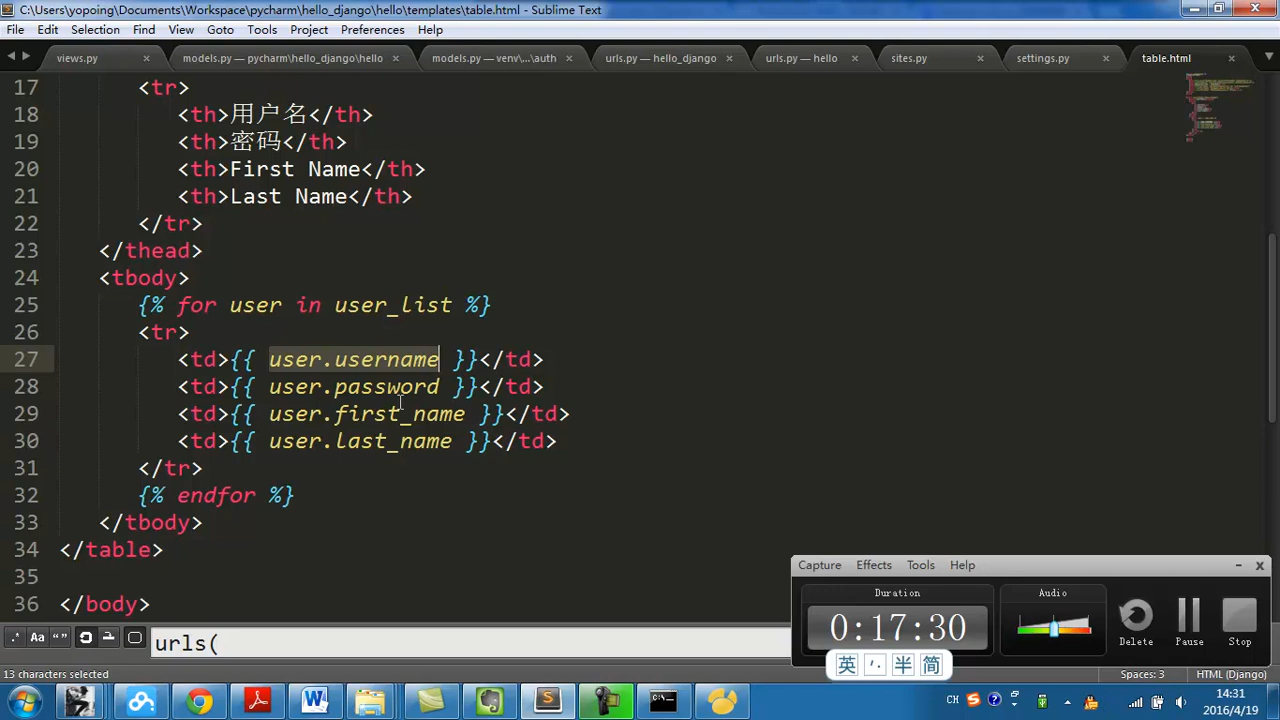 C:\Users\yopoing\Documents\Workspace\pycharm\hello_django\hello\templates\table.html - Sublime Text
File Edit Selection Find View Goto Tools Project Preferences Help
views.py models.py — pycharm\hello_django\hello models.py — venv\...\auth urls.py — hello_django urls.py — hello sites.py settings.py table.html
17 <tr>
18 <th>用户名</th>
19 <th>密码</th>
20 <th>First Name</th>
21 <th>Last Name</th>
22 </tr>
23 </thead>
24 <tbody>
25 {% for user in user_list %}
26 <tr>
27 <td>{{ user.username }}</td>
28 <td>{{ user.password }}</td>
29 <td>{{ user.first_name }}</td>
30 <td>{{ user.last_name }}</td>
31 </tr>
32 {% endfor %}
33 </tbody>
34 </table>
35
36 </body>
Capture Effects Tools Help
Duration Audio
0:17:30
Delete Pause Stop
.* Aa “ ” urls(
英 半 简
13 characters selected Spaces: 3 HTML (Django)
CH 14:31
2016/4/19